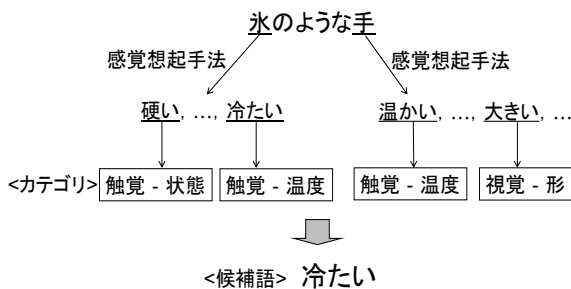 氷のような手
感覚想起手法 感覚想起手法
硬い, …, 冷たい 温かい, …, 大きい, …
<カテゴリ> 触覚 - 状態 触覚 - 温度 触覚 - 温度 視覚 - 形
<候補語> 冷たい